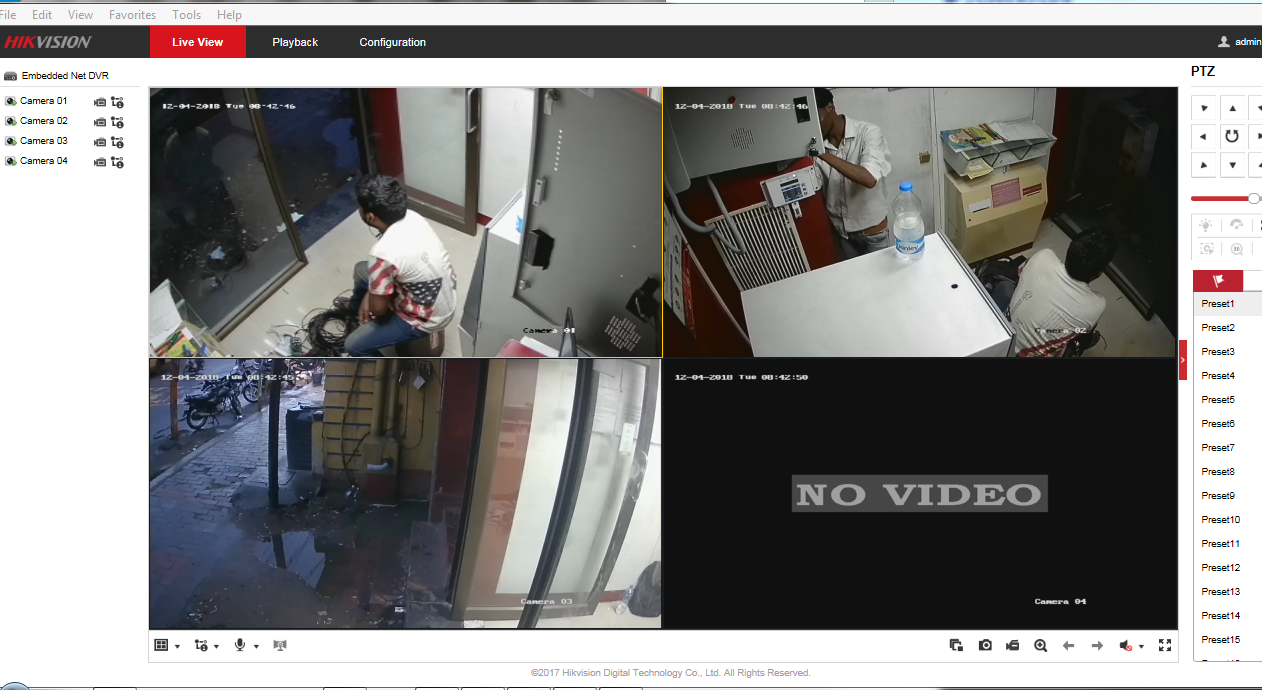 File Edit View Favorites Tools Help
HIKVISION
Live View Playback Configuration
admin
Embedded Net DVR
Camera 01
Camera 02
Camera 03
Camera 04
12-04-2018 Tue 08:42:46
Camera 01
12-04-2018 Tue 08:42:46
Camera 02
12-04-2018 Tue 08:42:45
Camera 03
12-04-2018 Tue 08:42:50
NO VIDEO
Camera 04
PTZ
3D
Preset1
Preset2
Preset3
Preset4
Preset5
Preset6
Preset7
Preset8
Preset9
Preset10
Preset11
Preset12
Preset13
Preset14
Preset15
©2017 Hikvision Digital Technology Co., Ltd. All Rights Reserved.